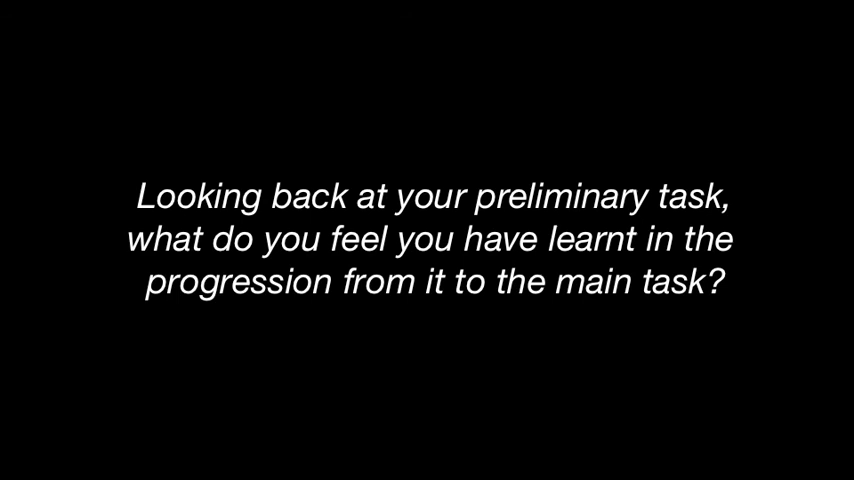 Looking back at your preliminary task,
what do you feel you have learnt in the
progression from it to the main task?